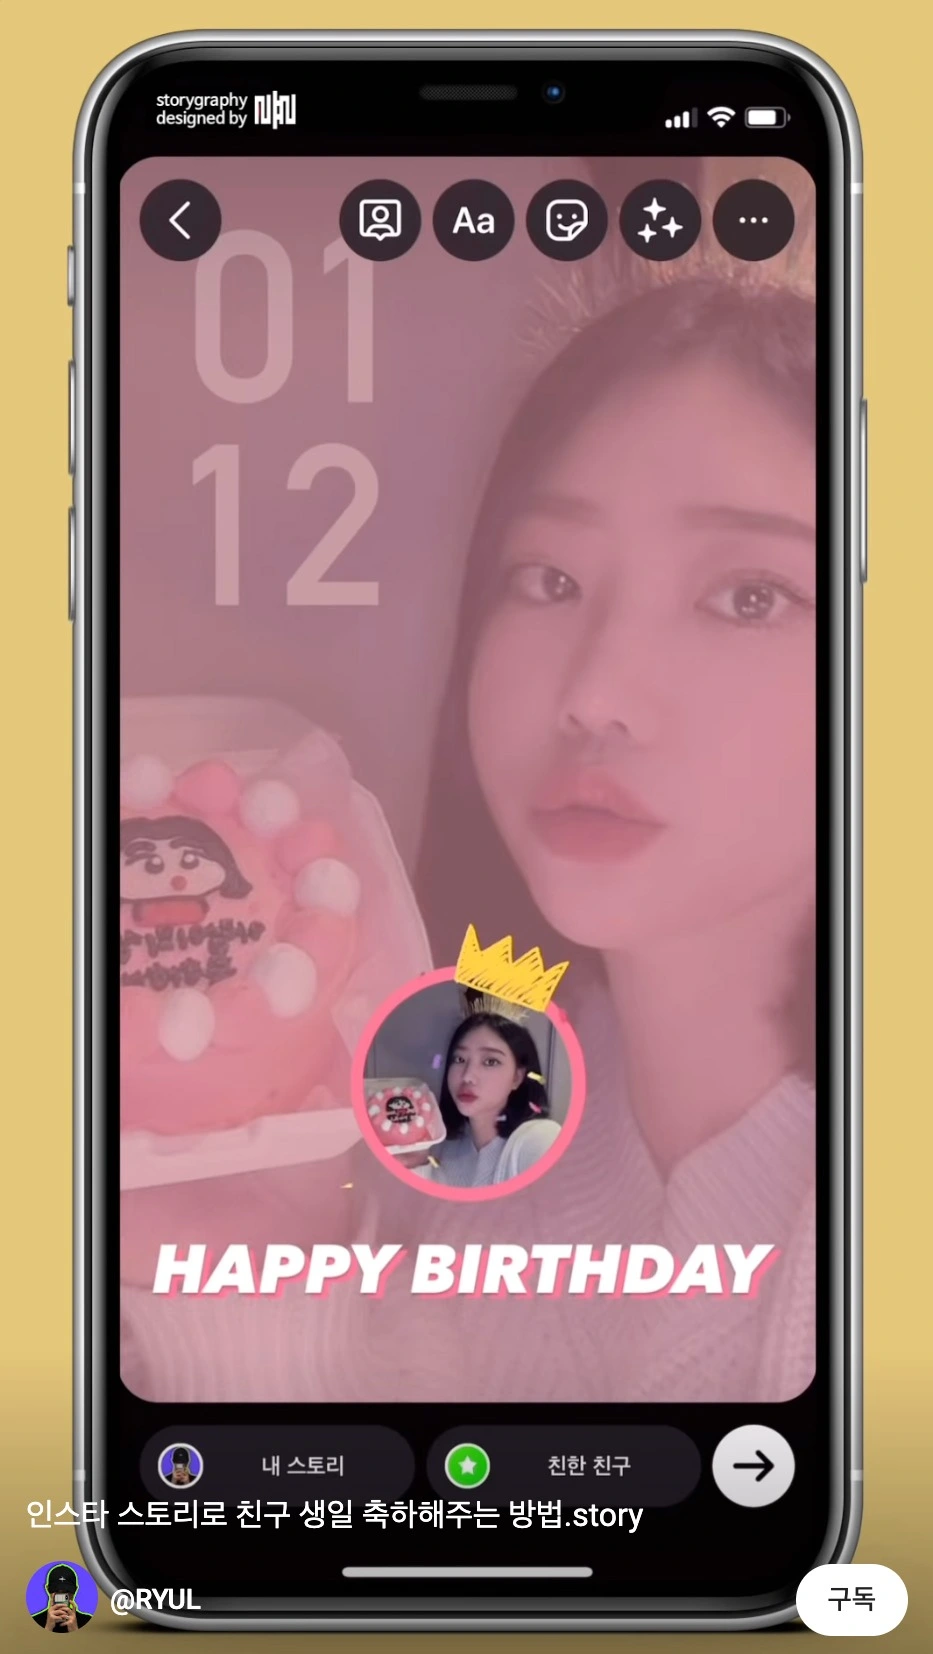 storygraphy
designed by
Aa
01
12
HAPPY BIRTHDAY
내 스토리
친한 친구
인스타 스토리로 친구 생일 축하해주는 방법.story
@RYUL
구독